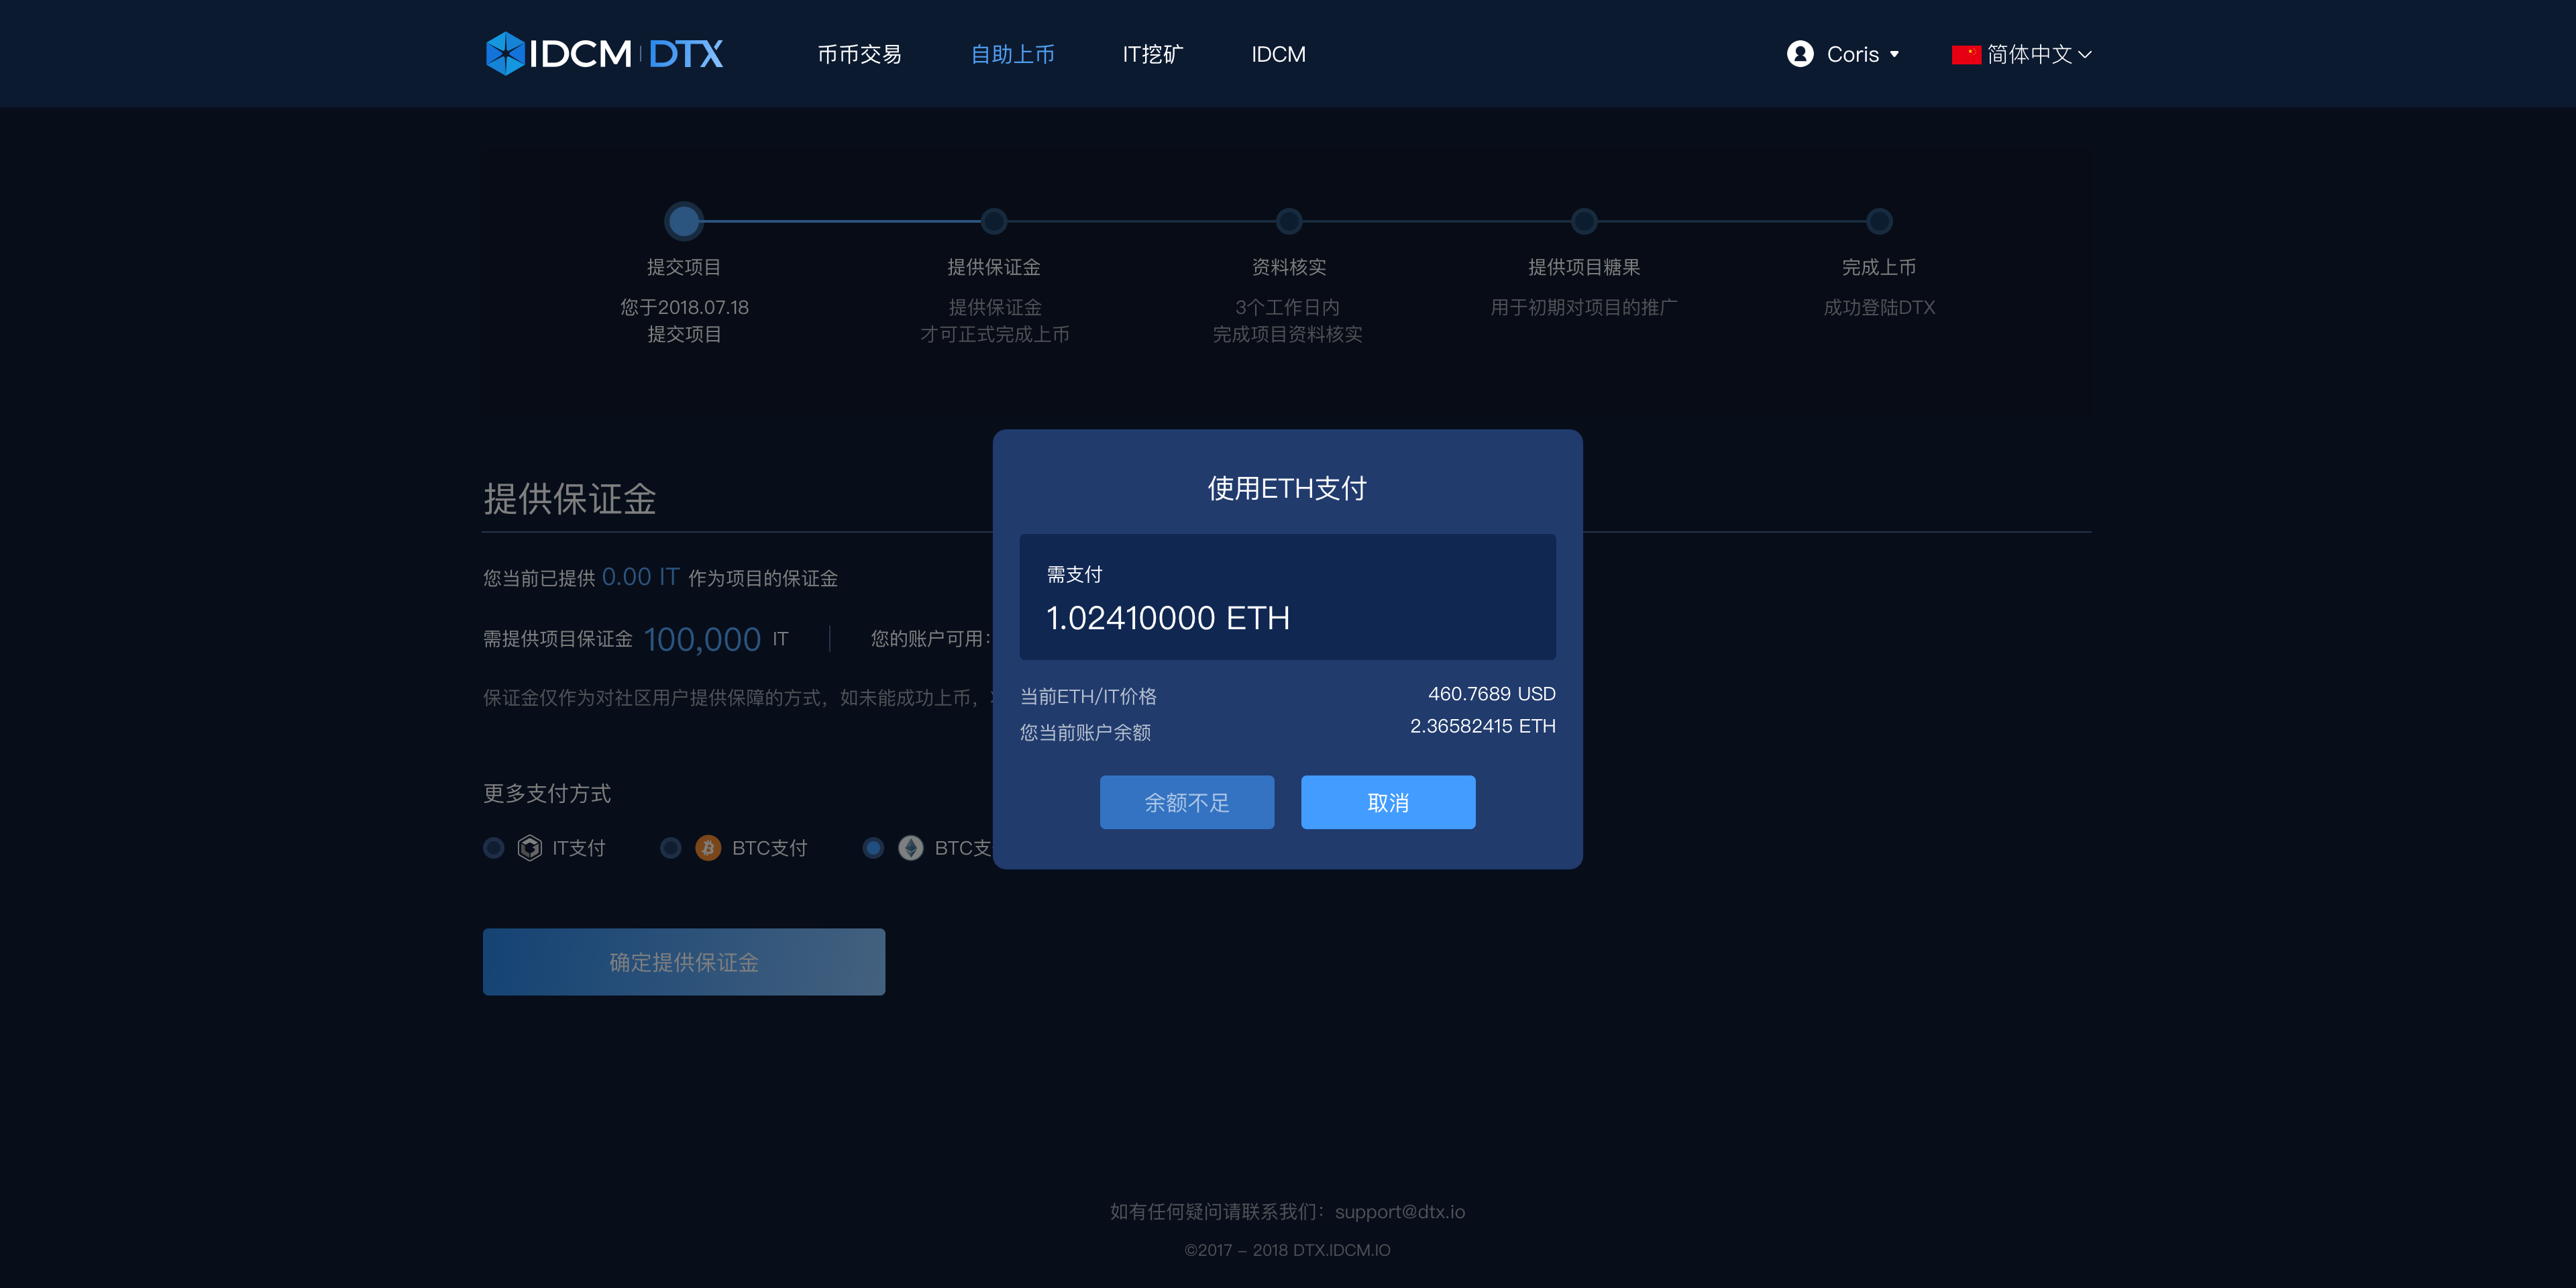 IDCM DTX 币币交易 自助上币 IT挖矿 IDCM Coris 简体中文
提交项目 提供保证金 资料核实 提供项目糖果 完成上币
您于2018.07.18 提供保证金 3个工作日内 用于初期对项目的推广 成功登陆DTX
提交项目 才可正式完成上币 完成项目资料核实
提供保证金
您当前已提供 0.00 IT 作为项目的保证金
需提供项目保证金 100,000 IT 您的账户可用:
保证金仅作为对社区用户提供保障的方式，如未能成功上币，
更多支付方式
IT支付 BTC支付 BTC支
确定提供保证金
使用ETH支付
需支付
1.02410000 ETH
当前ETH/IT价格 460.7689 USD
您当前账户余额 2.36582415 ETH
余额不足 取消
如有任何疑问请联系我们：support@dtx.io
©2017 – 2018 DTX.IDCM.IO